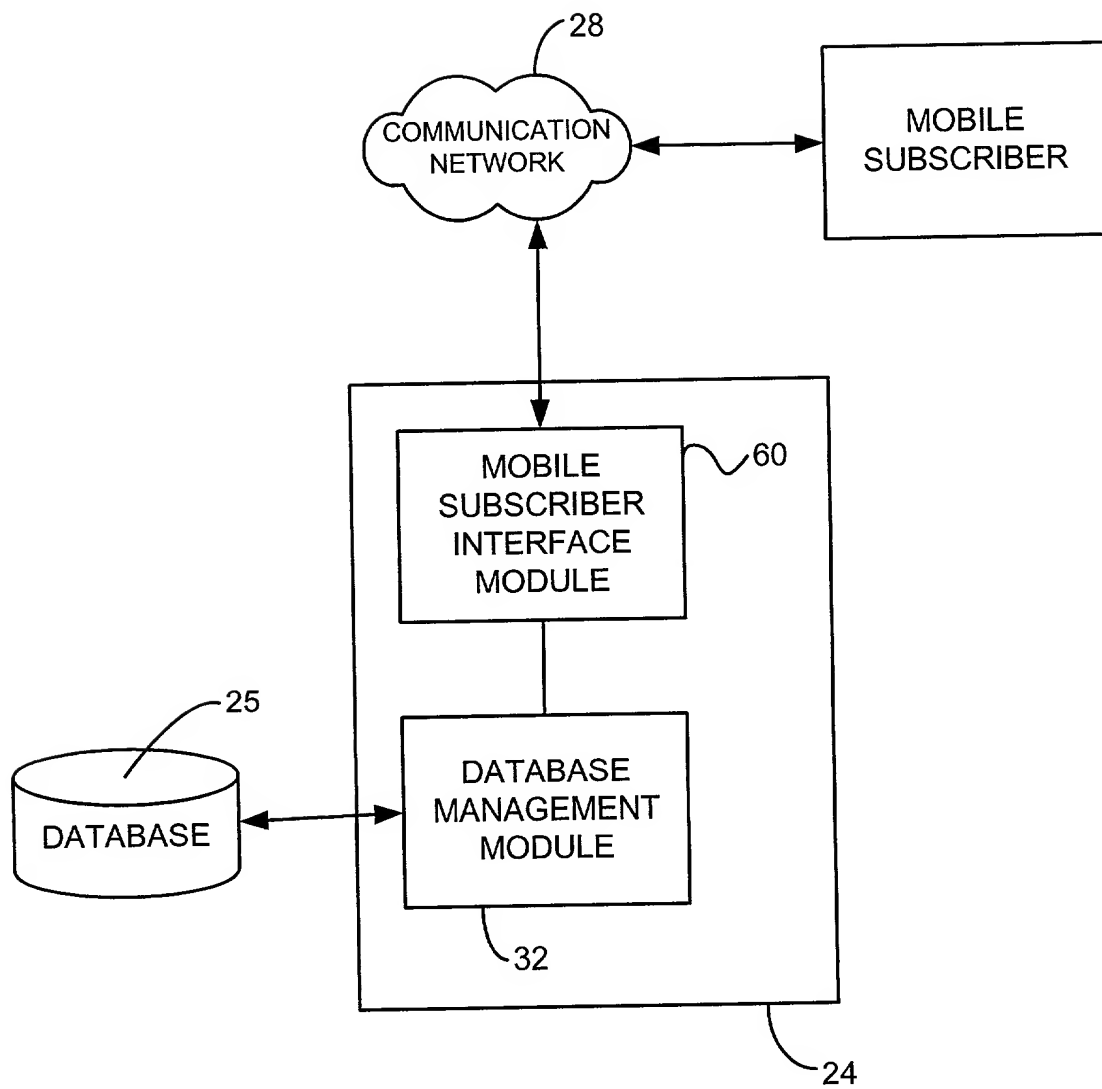 28
COMMUNICATION
NETWORK
MOBILE
SUBSCRIBER
MOBILE
SUBSCRIBER
INTERFACE
MODULE
60
25
DATABASE
DATABASE
MANAGEMENT
MODULE
32
24